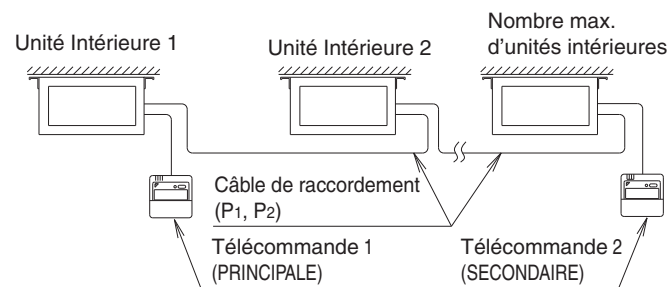 Unité Intérieure 1
Unité Intérieure 2
Nombre max.
d'unités intérieures
Câble de raccordement
(P1, P2)
Télécommande 1
(PRINCIPALE)
Télécommande 2
(SECONDAIRE)